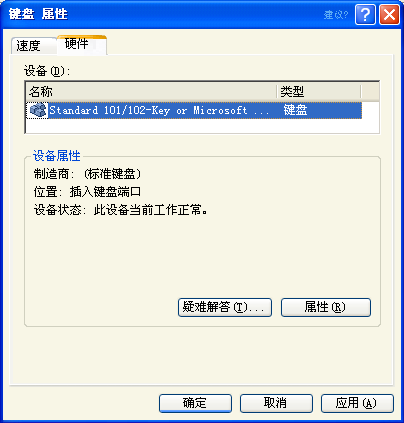 键盘 属性
建议?
速度
硬件
设备(D):
名称 类型
Standard 101/102-Key or Microsoft ... 键盘
设备属性
制造商: (标准键盘)
位置: 插入键盘端口
设备状态: 此设备当前工作正常。
疑难解答(T)... 属性(R)
确定 取消 应用(A)